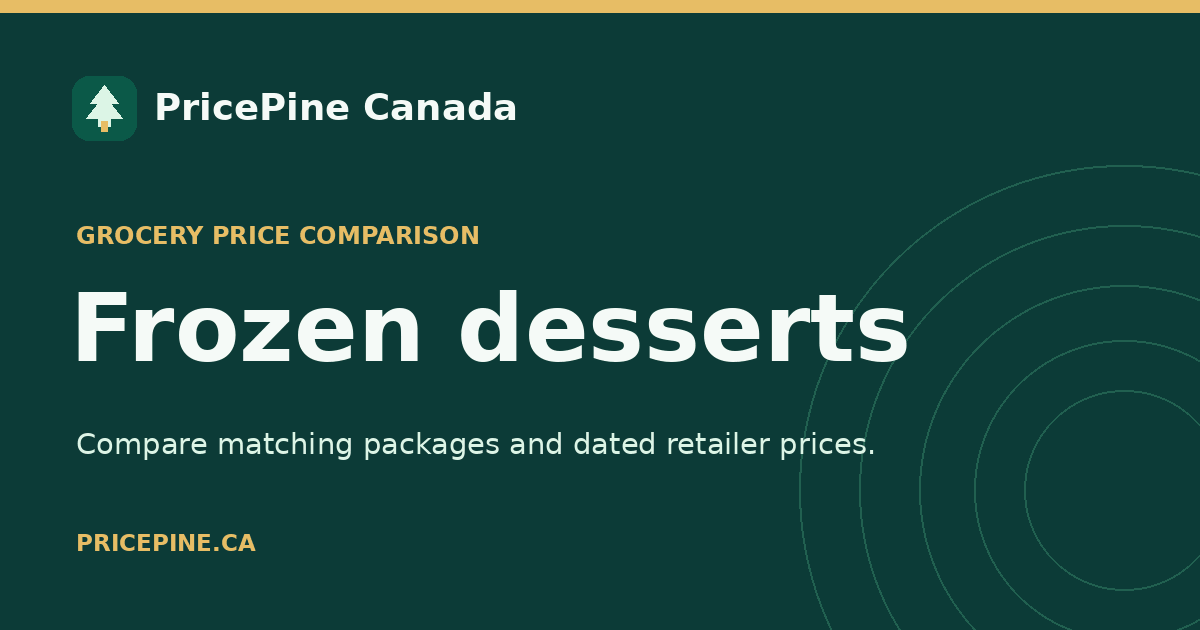 PricePine Canada
GROCERY PRICE COMPARISON
Frozen desserts
Compare matching packages and dated retailer prices.
PRICEPINE.CA